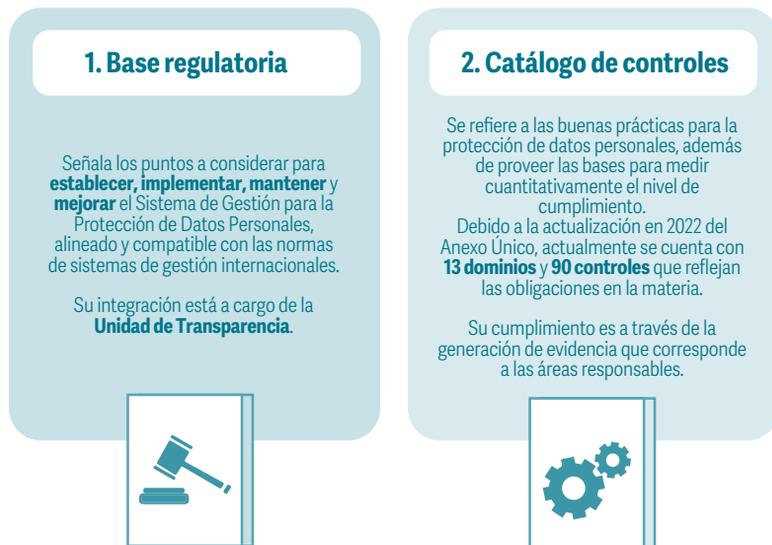 1. Base regulatoria
Señala los puntos a considerar para
establecer, implementar, mantener y
mejorar el Sistema de Gestión para la
Protección de Datos Personales,
alineado y compatible con las normas
de sistemas de gestión internacionales.
Su integración está a cargo de la
Unidad de Transparencia.
2. Catálogo de controles
Se refiere a las buenas prácticas para la
protección de datos personales, además
de proveer las bases para medir
cuantitativamente el nivel de
cumplimiento.
Debido a la actualización en 2022 del
Anexo Único, actualmente se cuenta con
13 dominios y 90 controles que reflejan
las obligaciones en la materia.
Su cumplimiento es a través de la
generación de evidencia que corresponde
a las áreas responsables.